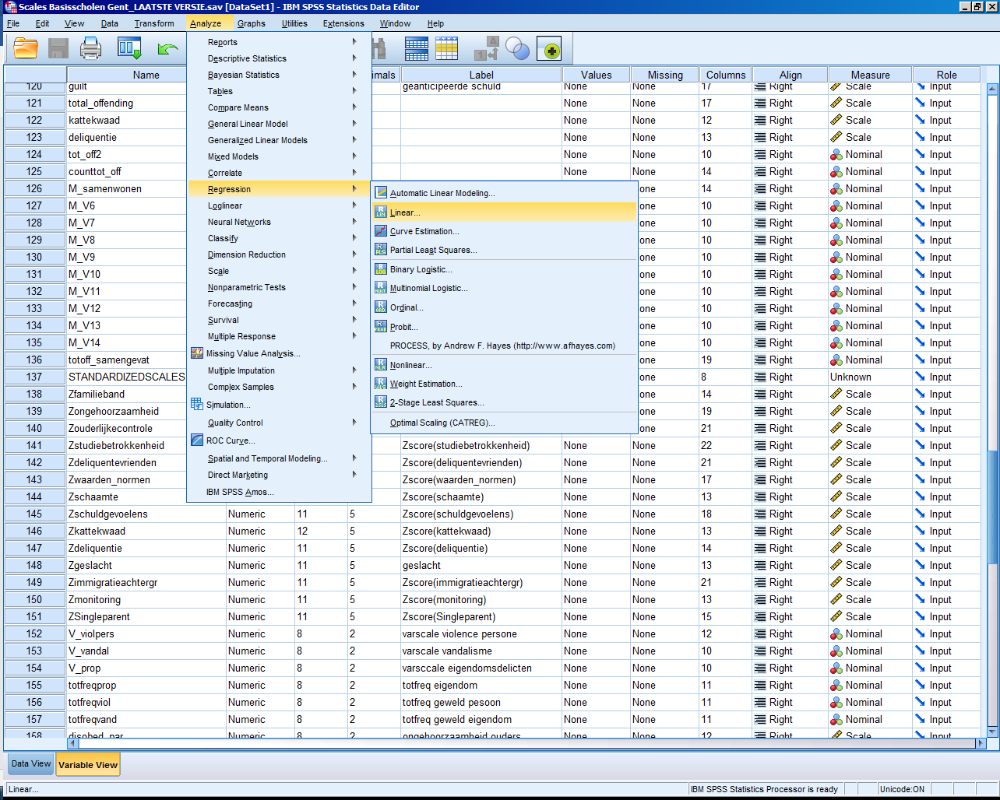 Scales Basisscholen Gent_LAATSTE VERSIE.sav [DataSet1] - IBM SPSS Statistics Data Editor
File Edit View Data Transform Analyze Graphs Utilities Extensions Window Help
Name imals Label Values Missing Columns Align Measure Role
120 guilt geanticipeerde schuld None None 17 Right Scale Input
121 total_offending None None 17 Right Scale Input
122 kattekwaad None None 12 Right Scale Input
123 deliquentie None None 13 Right Scale Input
124 tot_off2 None None 10 Right Nominal Input
125 counttot_off None None 14 Right Nominal Input
126 M_samenwonen one 14 Right Nominal Input
127 M_V6 one 10 Right Nominal Input
128 M_V7 one 10 Right Nominal Input
129 M_V8 one 10 Right Nominal Input
130 M_V9 one 10 Right Nominal Input
131 M_V10 one 10 Right Nominal Input
132 M_V11 one 10 Right Nominal Input
133 M_V12 one 10 Right Nominal Input
134 M_V13 one 10 Right Nominal Input
135 M_V14 one 10 Right Nominal Input
136 totoff_samengevat one 19 Right Nominal Input
137 STANDARDIZEDSCALES one 8 Right Unknown Input
138 Zfamilieband one 14 Right Scale Input
139 Zongehoorzaamheid one 19 Right Scale Input
140 Zouderlijkecontrole one 21 Right Scale Input
141 Zstudiebetrokkenheid Zscore(studiebetrokkenheid) None None 22 Right Scale Input
142 Zdeliquentevrienden Zscore(deliquentevrienden) None None 21 Right Scale Input
143 Zwaarden_normen Zscore(waarden_normen) None None 17 Right Scale Input
144 Zschaamte Zscore(schaamte) None None 13 Right Scale Input
145 Zschuldgevoelens Numeric 11 5 Zscore(schuldgevoelens) None None 18 Right Scale Input
146 Zkattekwaad Numeric 12 5 Zscore(kattekwaad) None None 13 Right Scale Input
147 Zdeliquentie Numeric 11 5 Zscore(deliquentie) None None 14 Right Scale Input
148 Zgeslacht Numeric 11 5 geslacht None None 13 Right Scale Input
149 Zimmigratieachtergr Numeric 11 5 Zscore(immigratieachtergr) None None 21 Right Scale Input
150 Zmonitoring Numeric 11 5 Zscore(monitoring) None None 13 Right Scale Input
151 ZSingleparent Numeric 11 5 Zscore(Singleparent) None None 15 Right Scale Input
152 V_violpers Numeric 8 2 varscale violence persone None None 12 Right Nominal Input
153 V_vandal Numeric 8 2 varscale vandalisme None None 10 Right Nominal Input
154 V_prop Numeric 8 2 varsccale eigendomsdelicten None None 10 Right Nominal Input
155 totfreqprop Numeric 8 2 totfreq eigendom None None 11 Right Nominal Input
156 totfreqviol Numeric 8 2 totfreq geweld pesoon None None 11 Right Nominal Input
157 totfreqvand Numeric 8 2 totfreq geweld eigendom None None 11 Right Nominal Input
158 disobed_par Numeric 8 2 ongehoorzaamheid ouders None None 12 Right Scale Input
Reports
Descriptive Statistics
Bayesian Statistics
Tables
Compare Means
General Linear Model
Generalized Linear Models
Mixed Models
Correlate
Regression
Loglinear
Neural Networks
Classify
Dimension Reduction
Scale
Nonparametric Tests
Forecasting
Survival
Multiple Response
Missing Value Analysis...
Multiple Imputation
Complex Samples
Simulation...
Quality Control
ROC Curve...
Spatial and Temporal Modeling...
Direct Marketing
IBM SPSS Amos...
Automatic Linear Modeling...
Linear...
Curve Estimation...
Partial Least Squares...
Binary Logistic...
Multinomial Logistic...
Ordinal...
Probit...
PROCESS, by Andrew F. Hayes (http://www.afhayes.com)
Nonlinear...
Weight Estimation...
2-Stage Least Squares...
Optimal Scaling (CATREG)...
Data View Variable View
Linear... IBM SPSS Statistics Processor is ready Unicode:ON